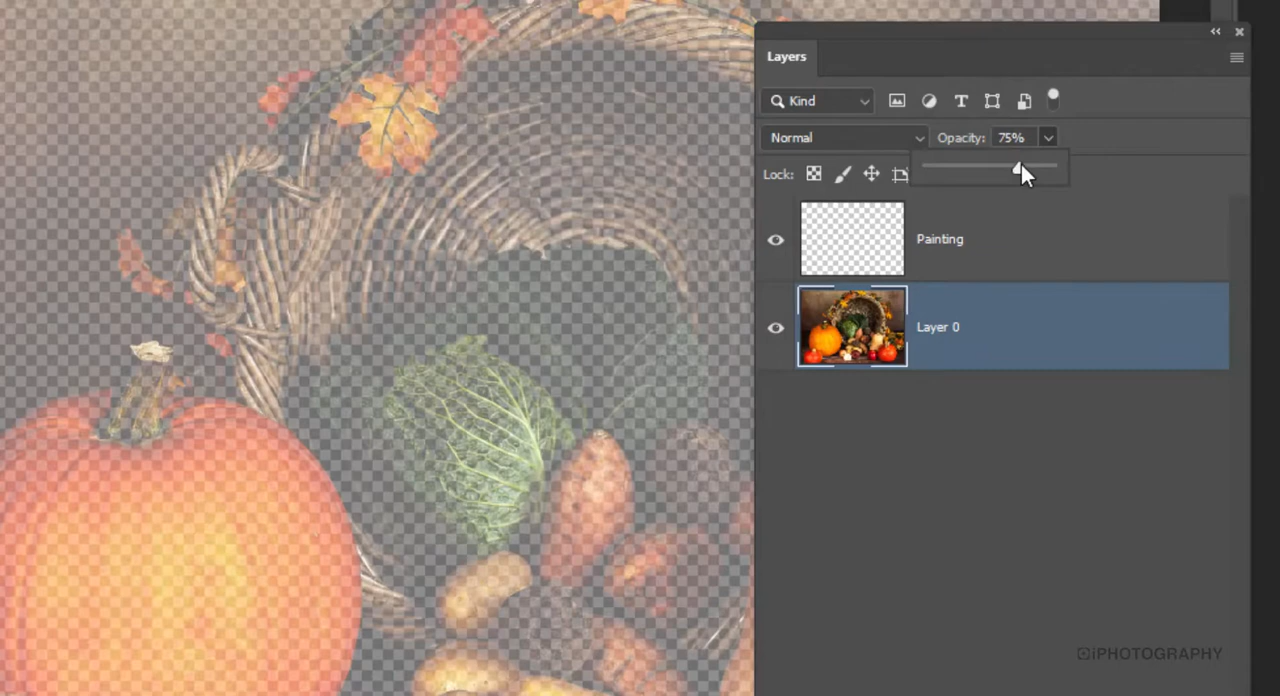 Layers
Kind
Normal Opacity: 75%
Lock:
Painting
Layer 0
iPHOTOGRAPHY